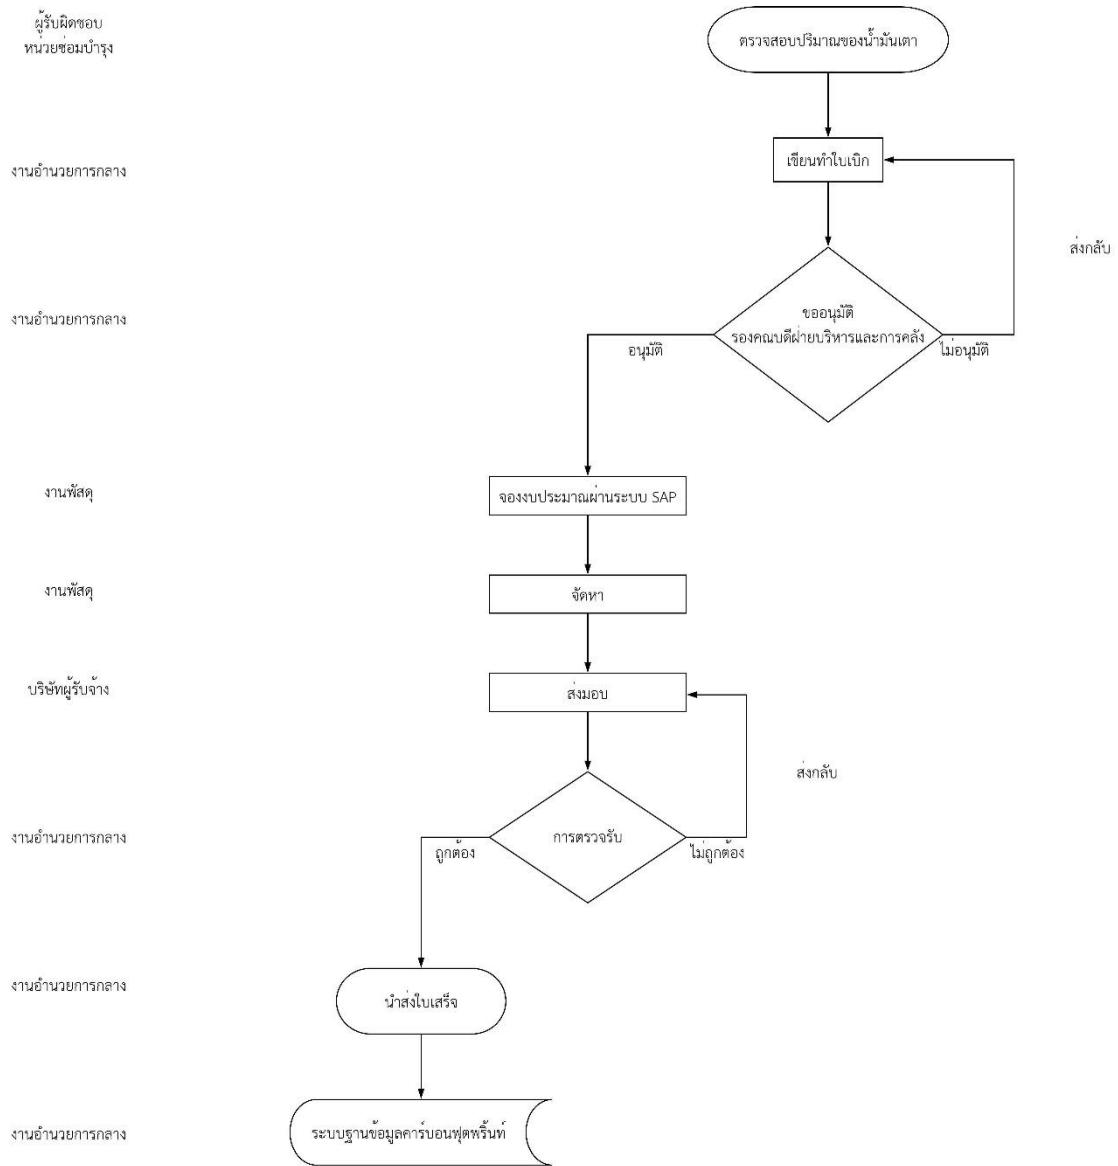 ผู้รับผิดชอบ
หน่วยซ่อมบำรุง
ตรวจสอบปริมาณของน้ำมันเตา
งานอำนวยการกลาง
เขียนทำใบเบิก
ส่งกลับ
งานอำนวยการกลาง
ขออนุมัติ
รองคณบดีฝ่ายบริหารและการคลัง
อนุมัติ
ไม่อนุมัติ
งานพัสดุ
จองงบประมาณผ่านระบบ SAP
งานพัสดุ
จัดหา
บริษัทผู้รับจ้าง
ส่งมอบ
ส่งกลับ
งานอำนวยการกลาง
การตรวจรับ
ถูกต้อง
ไม่ถูกต้อง
งานอำนวยการกลาง
นำส่งใบเสร็จ
งานอำนวยการกลาง
ระบบฐานข้อมูลคาร์บอนฟุตพริ้นท์